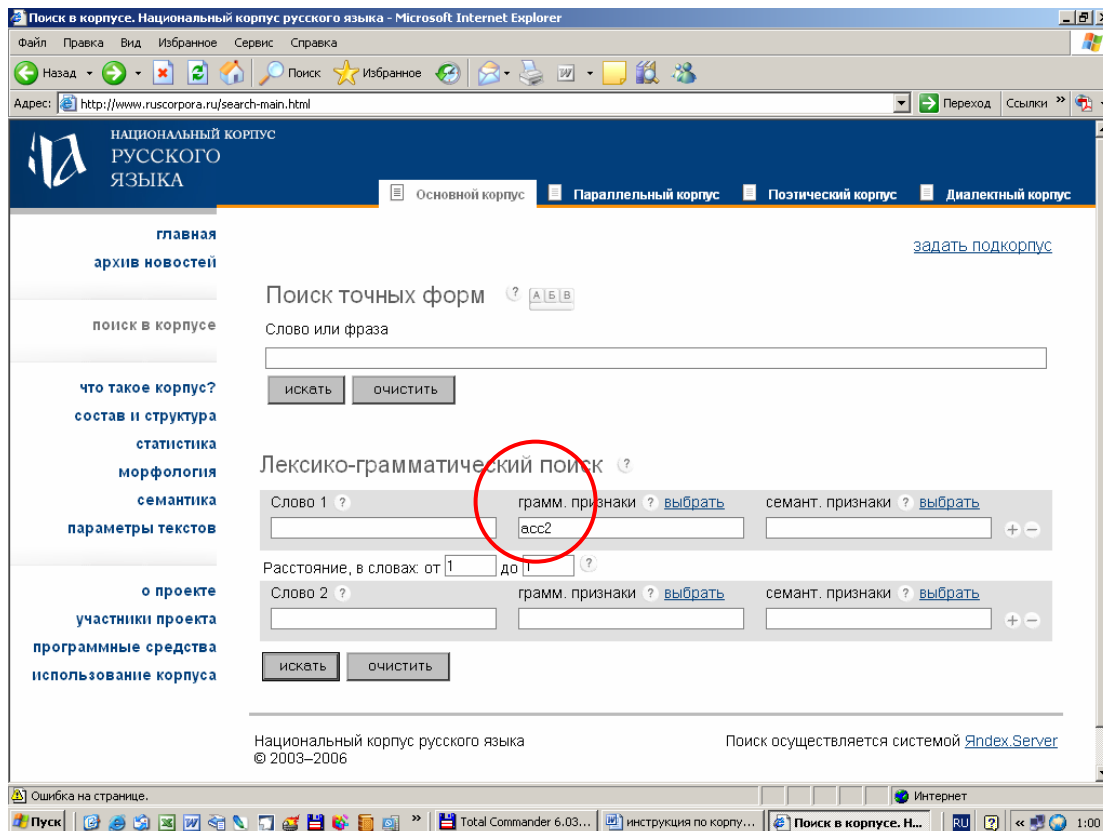 Поиск в корпусе. Национальный корпус русского языка - Microsoft Internet Explorer
Файл Правка Вид Избранное Сервис Справка
Назад Поиск Избранное
Адрес: http://www.ruscorpora.ru/search-main.html Переход Ссылки »
НАЦИОНАЛЬНЫЙ КОРПУС
РУССКОГО
ЯЗЫКА
Основной корпус Параллельный корпус Поэтический корпус Диалектный корпус
главная
архив новостей
поиск в корпусе
что такое корпус?
состав и структура
статистика
морфология
семантика
параметры текстов
о проекте
участники проекта
программные средства
использование корпуса
задать подкорпус
Поиск точных форм ? А Б В
Слово или фраза
искать очистить
Лексико-грамматический поиск ?
Слово 1 ? грамм. признаки ? выбрать семант. признаки ? выбрать
acc2
Расстояние, в словах: от 1 до 1 ?
Слово 2 ? грамм. признаки ? выбрать семант. признаки ? выбрать
искать очистить
Национальный корпус русского языка
© 2003–2006
Поиск осуществляется системой Яndex.Server
Ошибка на странице. Интернет
Пуск » Total Commander 6.03... инструкция по корпу... Поиск в корпусе. Н... RU ? « 1:00